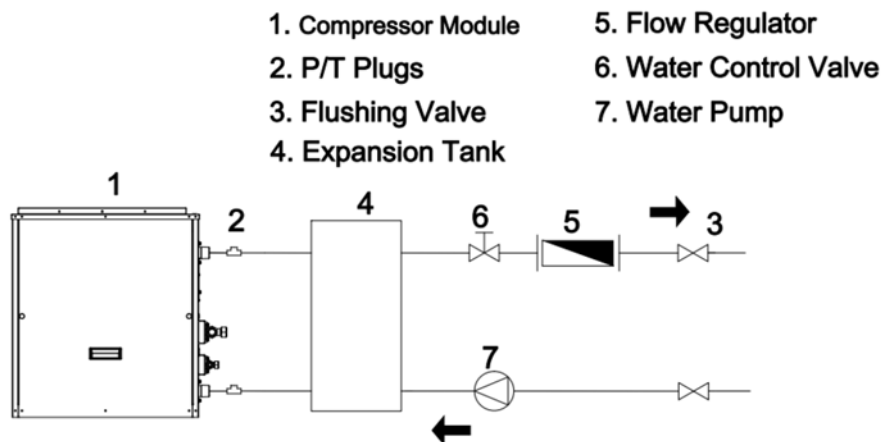 1. Compressor Module
2. P/T Plugs
3. Flushing Valve
4. Expansion Tank
5. Flow Regulator
6. Water Control Valve
7. Water Pump
1
2
4
6
5
3
7